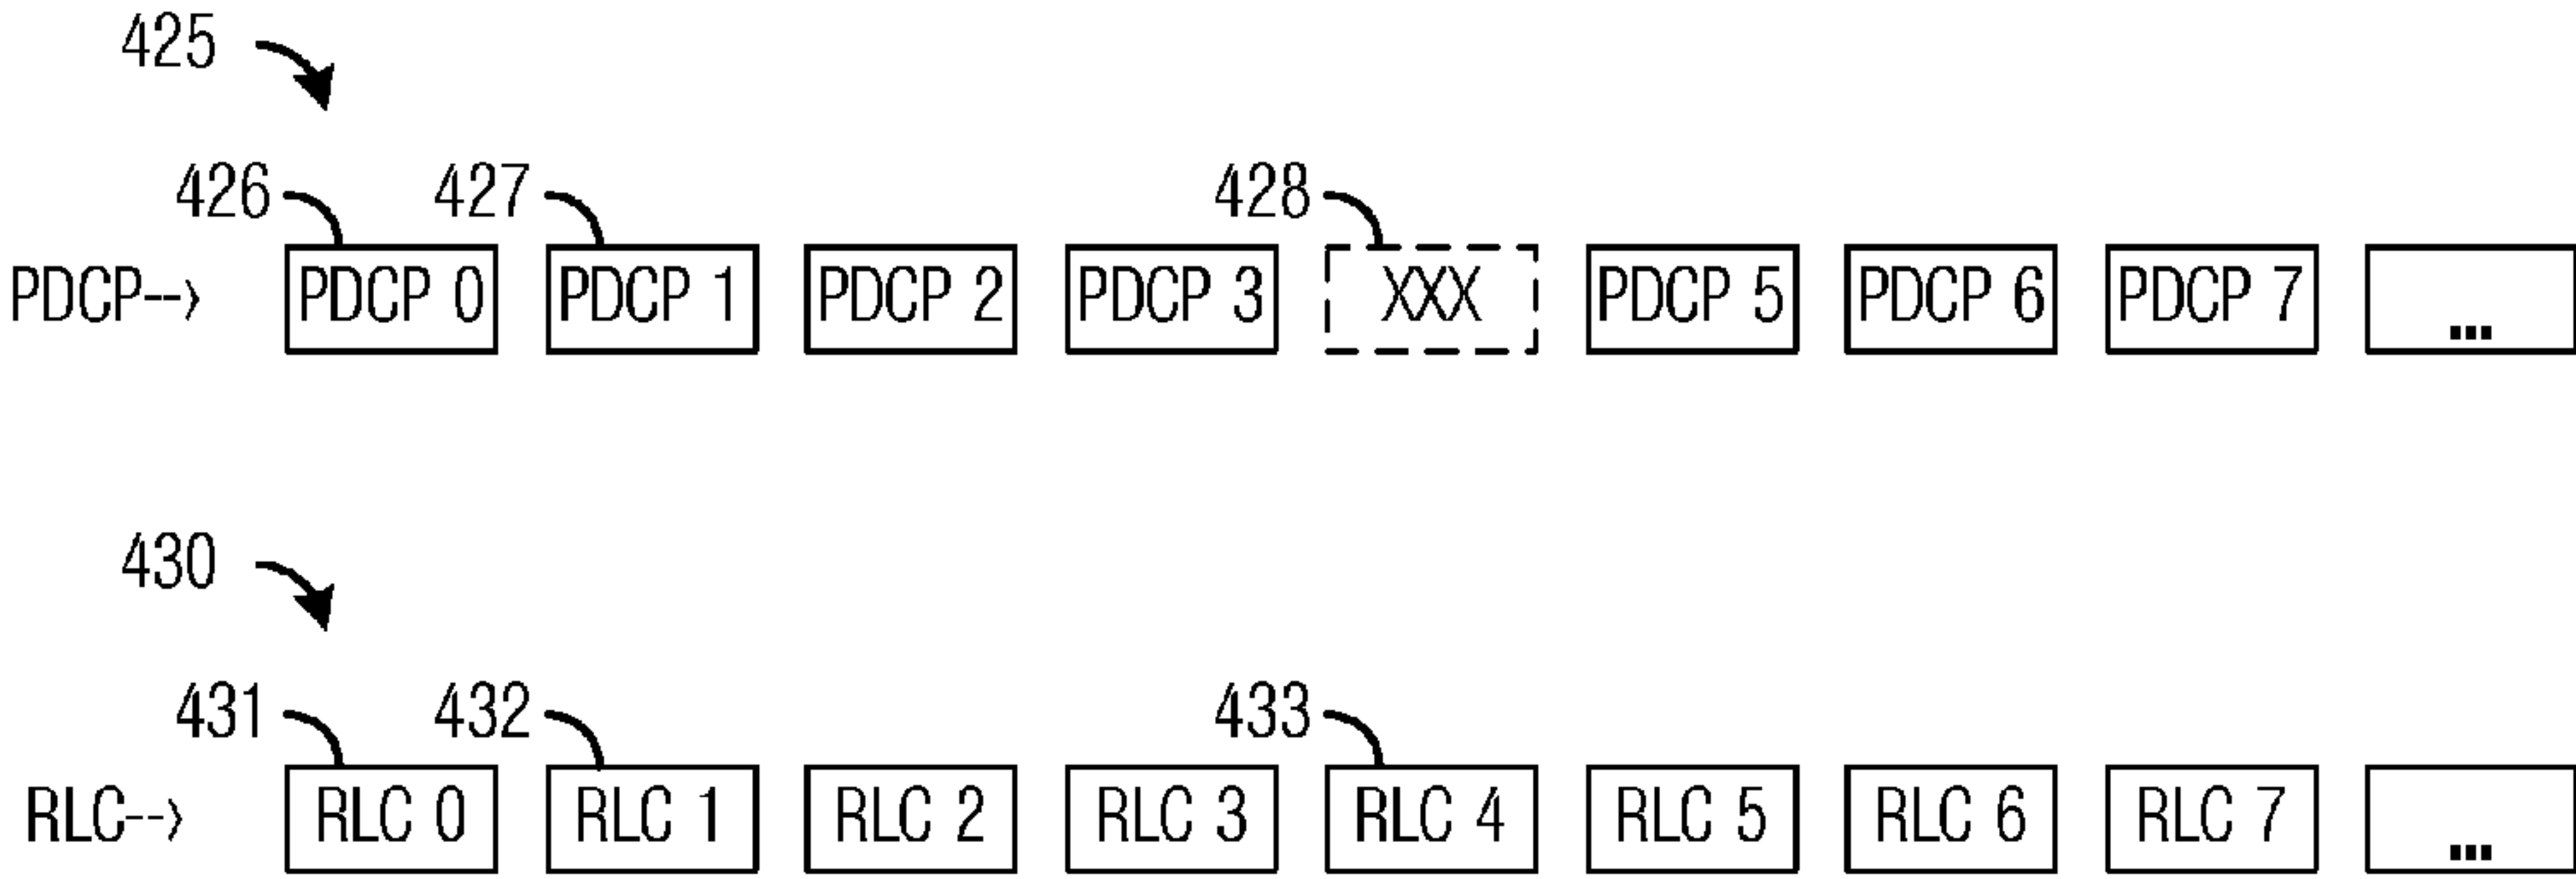 425
426 427 428
PDCP--> PDCP 0 PDCP 1 PDCP 2 PDCP 3 XXX PDCP 5 PDCP 6 PDCP 7 ...
430
431 432 433
RLC--> RLC 0 RLC 1 RLC 2 RLC 3 RLC 4 RLC 5 RLC 6 RLC 7 ...